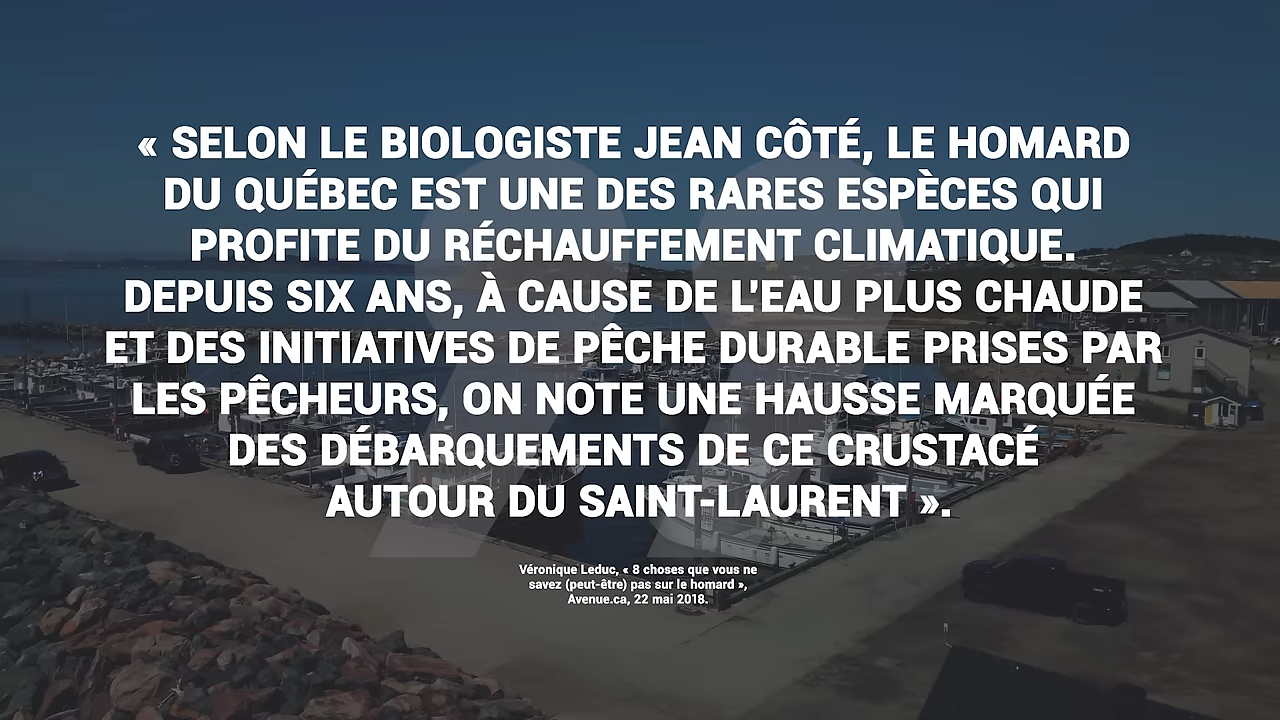 « SELON LE BIOLOGISTE JEAN CÔTÉ, LE HOMARD
DU QUÉBEC EST UNE DES RARES ESPÈCES QUI
PROFITE DU RÉCHAUFFEMENT CLIMATIQUE.
DEPUIS SIX ANS, À CAUSE DE L'EAU PLUS CHAUDE
ET DES INITIATIVES DE PÊCHE DURABLE PRISES PAR
LES PÊCHEURS, ON NOTE UNE HAUSSE MARQUÉE
DES DÉBARQUEMENTS DE CE CRUSTACÉ
AUTOUR DU SAINT-LAURENT ».
Véronique Leduc, « 8 choses que vous ne
savez (peut-être) pas sur le homard »,
Avenue.ca, 22 mai 2018.